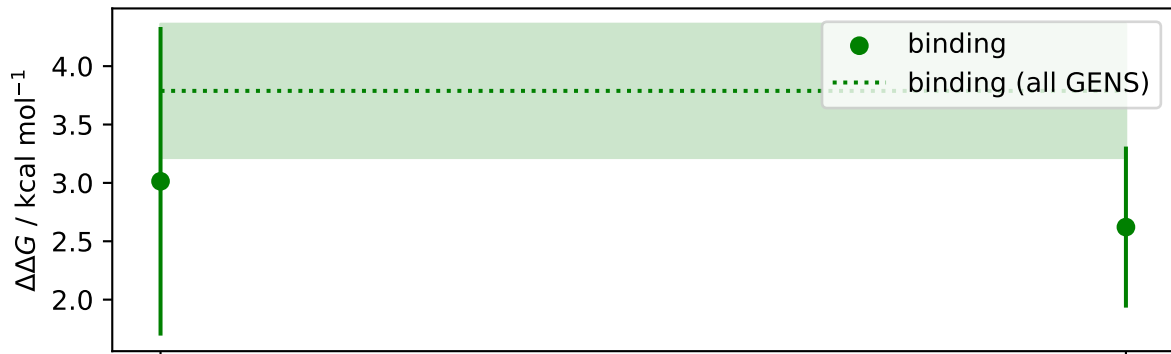 ΔΔG / kcal mol⁻¹
4.0
3.5
3.0
2.5
2.0
binding
binding (all GENS)